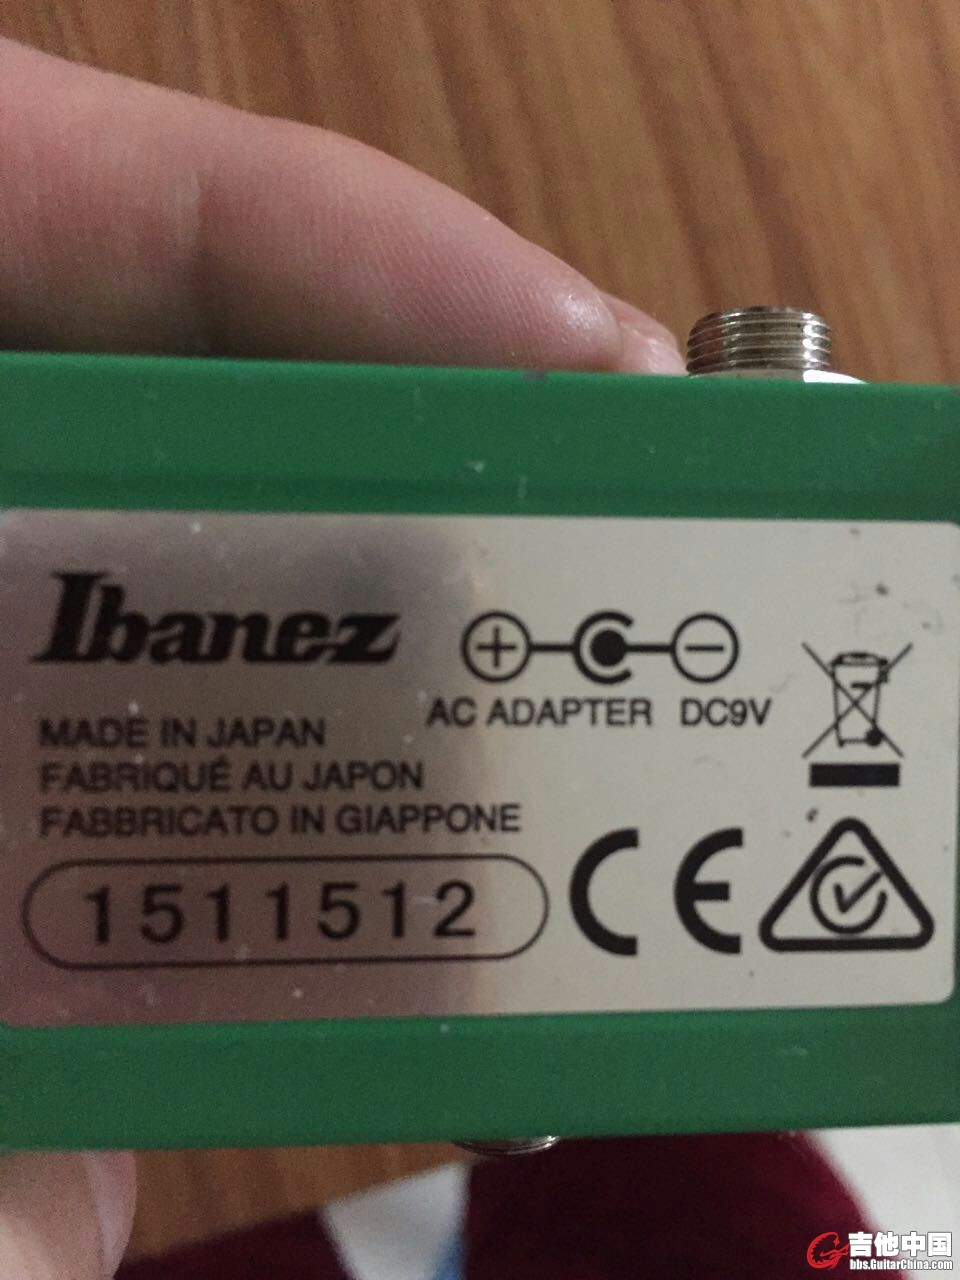 Ibanez
AC ADAPTER DC9V
MADE IN JAPAN
FABRIQUÉ AU JAPON
FABBRICATO IN GIAPPONE
1511512
CE
吉他中国
bbs.GuitarChina.com